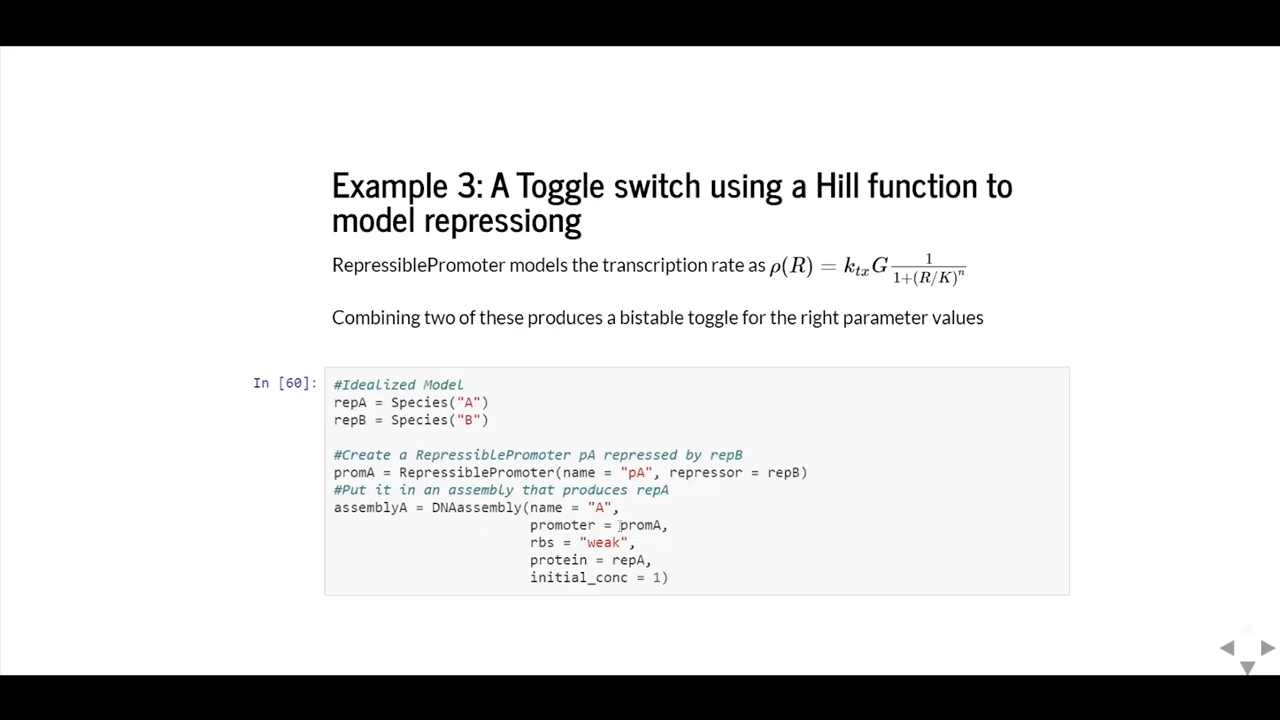 Example 3: A Toggle switch using a Hill function to
model repressiong
RepressiblePromoter models the transcription rate as ρ(R) = k_{tx}G \frac{1}{1+(R/K)^n}
Combining two of these produces a bistable toggle for the right parameter values
In [60]:
#Idealized Model
repA = Species("A")
repB = Species("B")
#Create a RepressiblePromoter pA repressed by repB
promA = RepressiblePromoter(name = "pA", repressor = repB)
#Put it in an assembly that produces repA
assemblyA = DNAassembly(name = "A",
promoter = promA,
rbs = "weak",
protein = repA,
initial_conc = 1)